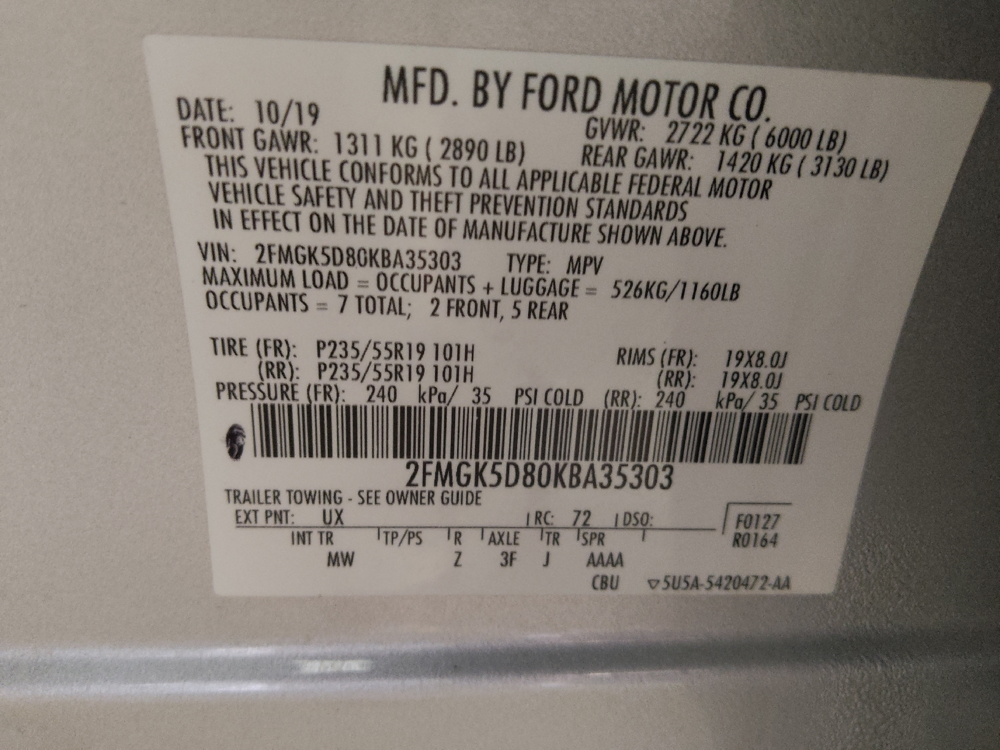 MFD. BY FORD MOTOR CO.
DATE: 10/19 GVWR: 2722 KG ( 6000 LB)
FRONT GAWR: 1311 KG ( 2890 LB) REAR GAWR: 1420 KG ( 3130 LB)
THIS VEHICLE CONFORMS TO ALL APPLICABLE FEDERAL MOTOR
VEHICLE SAFETY AND THEFT PREVENTION STANDARDS
IN EFFECT ON THE DATE OF MANUFACTURE SHOWN ABOVE.
VIN: 2FMGK5D80KBA35303 TYPE: MPV
MAXIMUM LOAD = OCCUPANTS + LUGGAGE = 526KG/1160LB
OCCUPANTS = 7 TOTAL; 2 FRONT, 5 REAR
TIRE (FR): P235/55R19 101H RIMS (FR): 19X8.0J
(RR): P235/55R19 101H (RR): 19X8.0J
PRESSURE (FR): 240 kPa/ 35 PSI COLD (RR): 240 kPa/ 35 PSI COLD
2FMGK5D80KBA35303
TRAILER TOWING - SEE OWNER GUIDE
EXT PNT: UX RC: 72 DSO: F0127
INT TR TP/PS R AXLE TR SPR R0164
MW Z 3F J AAAA
CBU ▽5U5A-5420472-AA